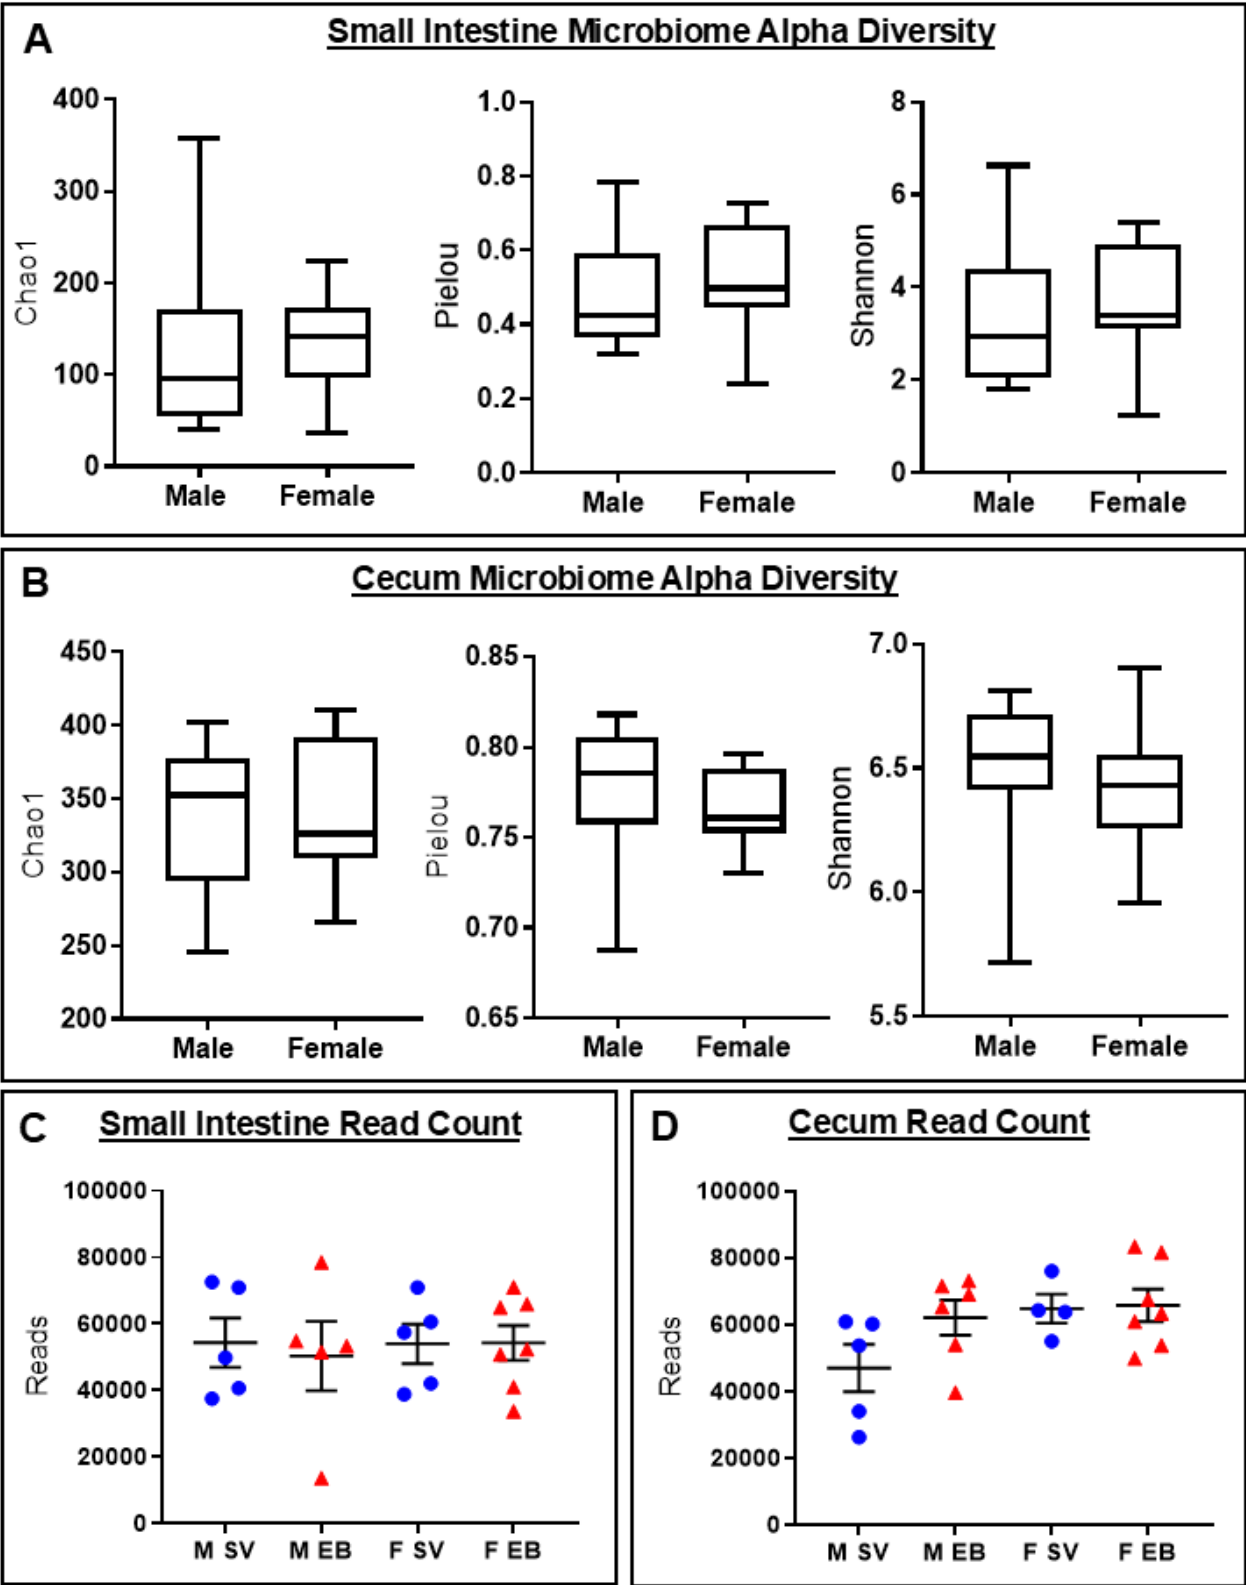 A
Small Intestine Microbiome Alpha Diversity
Chao1
400
300
200
100
0
Male
Female
Pielou
1.0
0.8
0.6
0.4
0.2
0.0
Male
Female
Shannon
8
6
4
2
0
Male
Female
B
Cecum Microbiome Alpha Diversity
Chao1
450
400
350
300
250
200
Male
Female
Pielou
0.85
0.80
0.75
0.70
0.65
Male
Female
Shannon
7.0
6.5
6.0
5.5
Male
Female
C
Small Intestine Read Count
Reads
100000
80000
60000
40000
20000
0
M SV
M EB
F SV
F EB
D
Cecum Read Count
Reads
100000
80000
60000
40000
20000
0
M SV
M EB
F SV
F EB